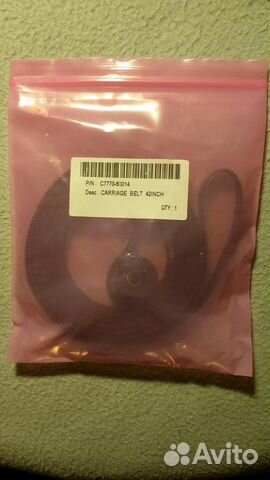 P/N : C7770-60014
Desc : CARRIAGE BELT 42INCH
QTY : 1
Avito